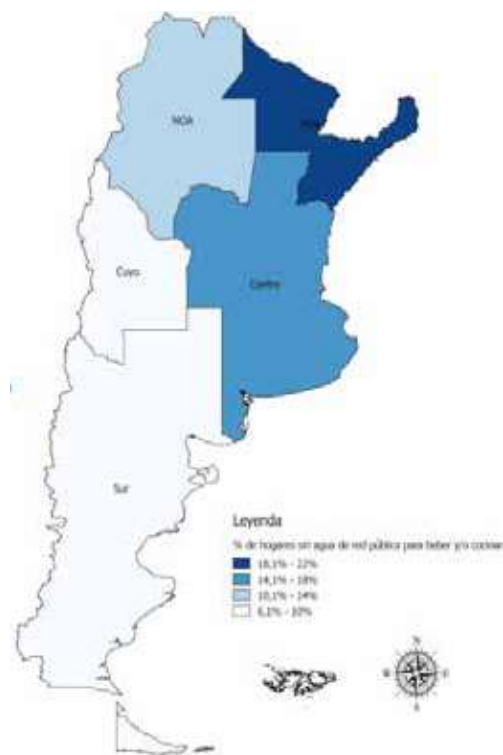 NOA
Cuyo
Centro
Sur
Leyenda
% de hogares sin agua de red pública para beber y/o cocinar
18,1% - 22%
14,1% - 18%
10,1% - 14%
6,1% - 10%
N
S